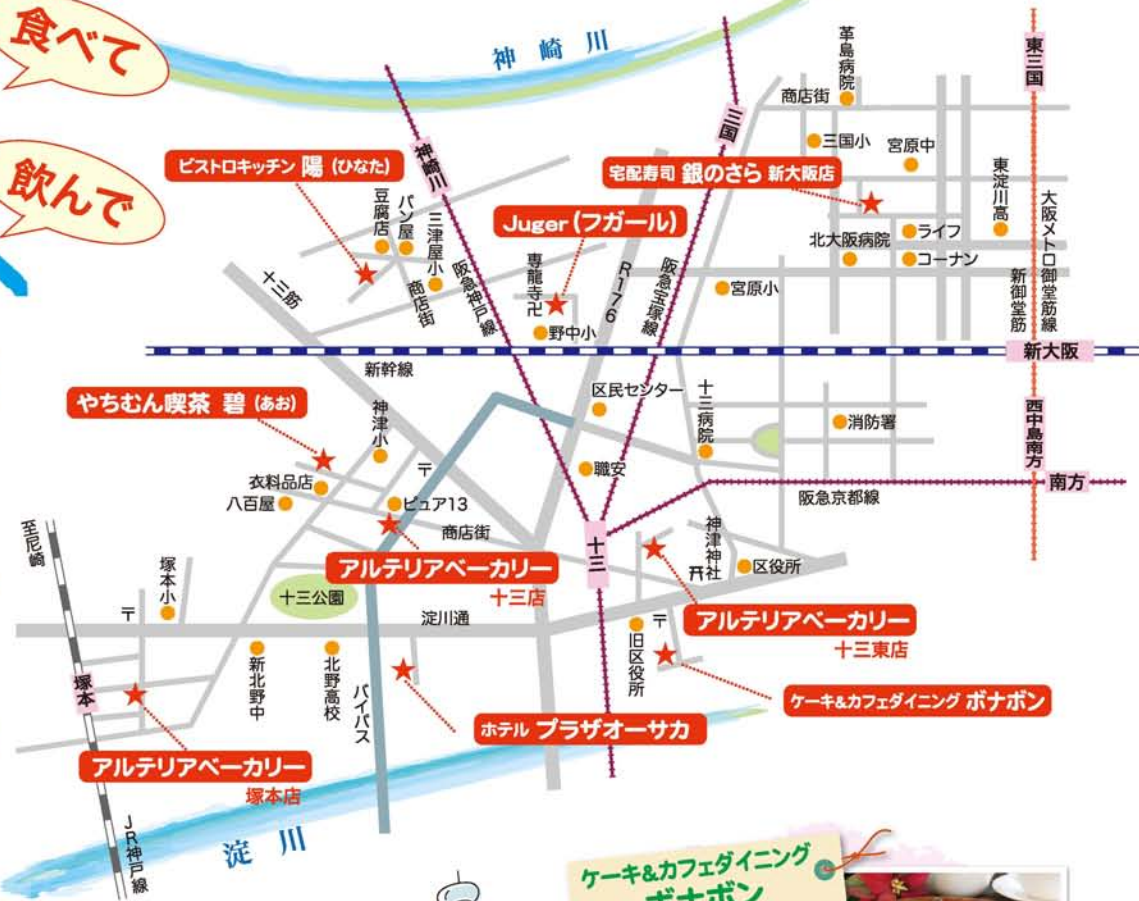 食べて
飲んで
神崎川
神崎川
三国
東三国
革島病院
商店街
三国小
宮原中
東淀川高
ビストロキッチン 陽 (ひなた)
宅配寿司 銀のさら 新大阪店
Juger (フガール)
豆腐店
パン屋
三津屋小
商店街
阪急神戸線
専龍寺卍
野中小
R176
阪急宝塚線
宮原小
北大阪病院
ライフ
コーナン
新御堂筋
大阪メトロ御堂筋線
十三筋
新幹線
新大阪
やちむん喫茶 碧 (あお)
神津小
区民センター
十三病院
消防署
西中島南方
衣料品店
八百屋
〒
ピュア13
職安
阪急京都線
南方
商店街
十三
神津神社
区役所
至尼崎
塚本小
アルテリアベーカリー
十三店
十三公園
〒
淀川通
旧区役所
〒
アルテリアベーカリー
十三東店
塚本
新北野中
北野高校
バイパス
ケーキ&カフェダイニング ボナボン
ホテル プラザオーサカ
アルテリアベーカリー
塚本店
JR神戸線
淀川
ケーキ&カフェダイニング
ボナボン